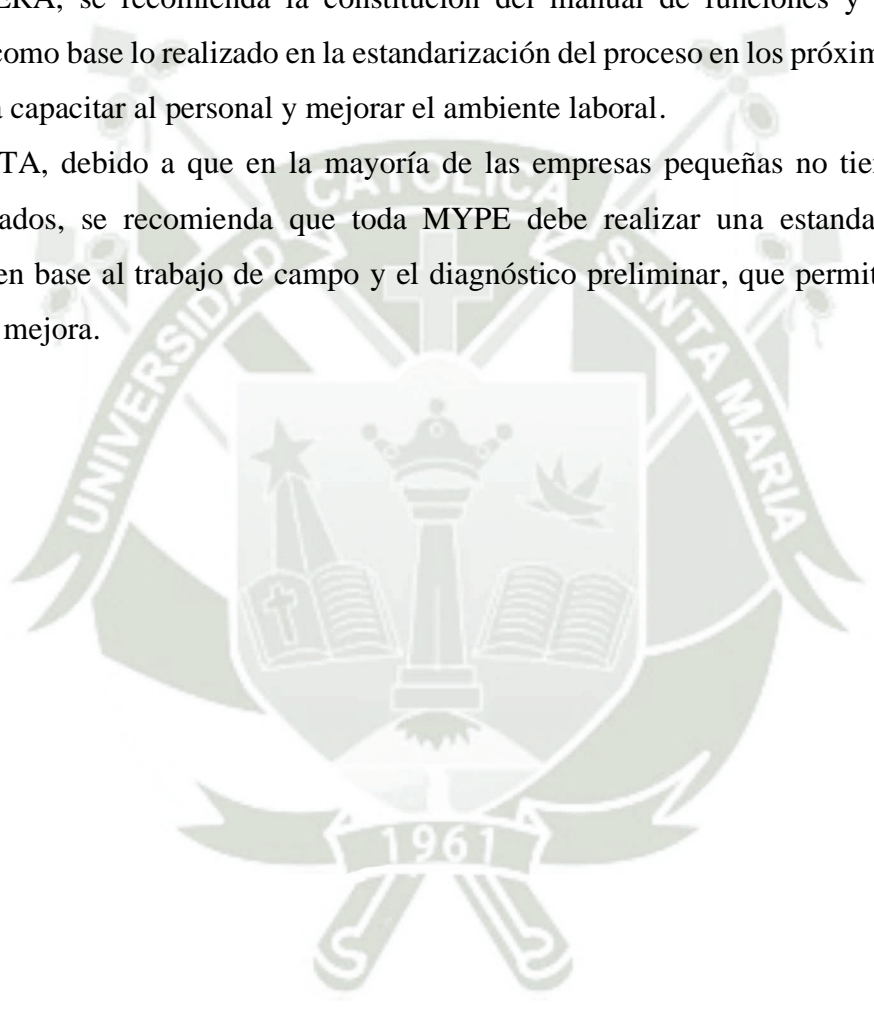 ERA, se recomienda la constitución del manual de funciones y
como base lo realizado en la estandarización del proceso en los próxim
capacitar al personal y mejorar el ambiente laboral.
TA, debido a que en la mayoría de las empresas pequeñas no tien
ados, se recomienda que toda MYPE debe realizar una estanda
en base al trabajo de campo y el diagnóstico preliminar, que permit
mejora.
UNIVERSIDAD CATOLICA SANTA MARIA
1961